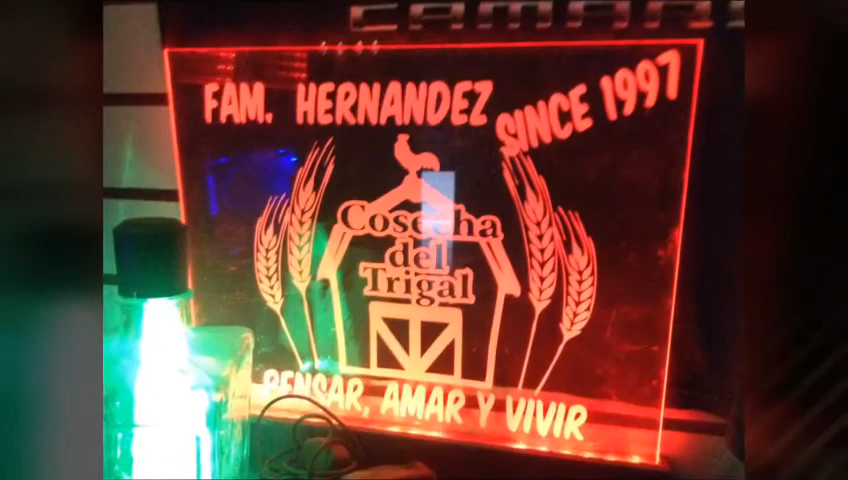 FAM. HERNANDEZ SINCE 1997
Cosecha
del
Trigal
PENSAR, AMAR Y VIVIR